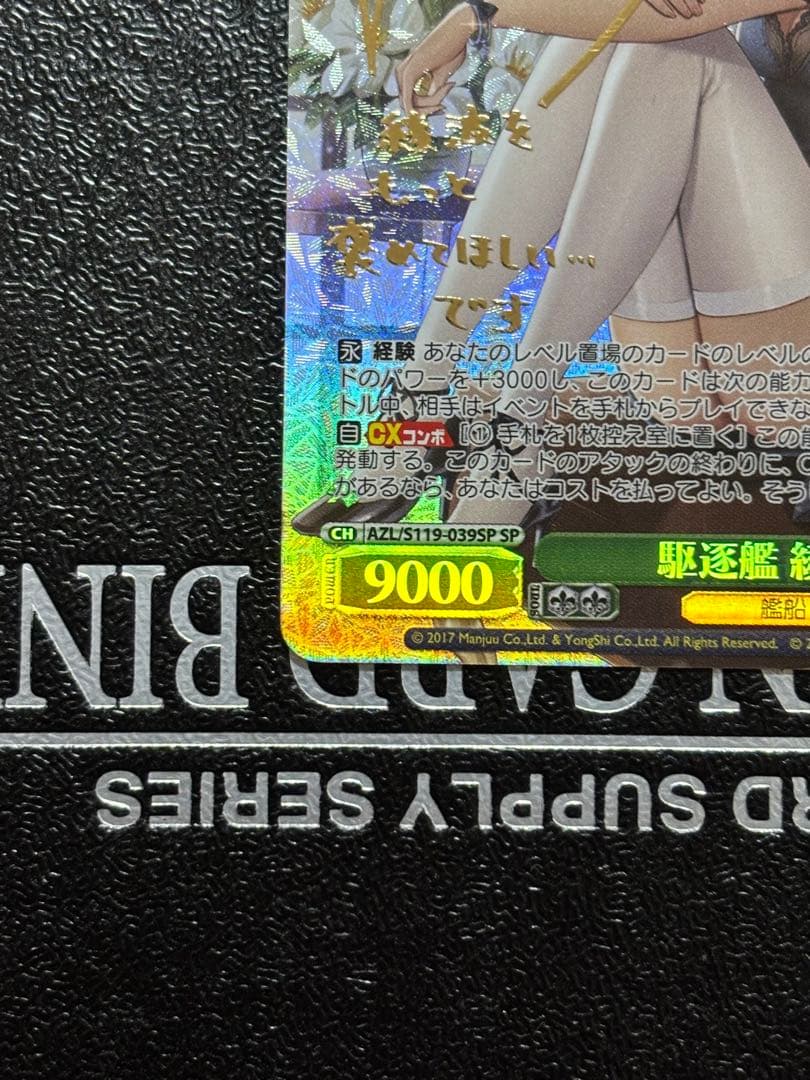 綾波を
もっと
褒めてほしい…
です
永 経験 あなたのレベル置場のカードのレベルの
ドのパワーを＋3000し、このカードは次の能力
トル中、相手はイベントを手札からプレイできな
自 CXコンボ ［⑪ 手札を1枚控え室に置く］ この
発動する。このカードのアタックの終わりに、
があるなら、あなたはコストを払ってよい。そう
CH AZL/S119-039SP SP
駆逐艦 綾
POWER 9000 SOUL
艦船
© 2017 Manjuu Co.,Ltd. & YongShi Co.,Ltd. All Rights Reserved. ©
N CARD BIN
RD SUPPLY SERIES